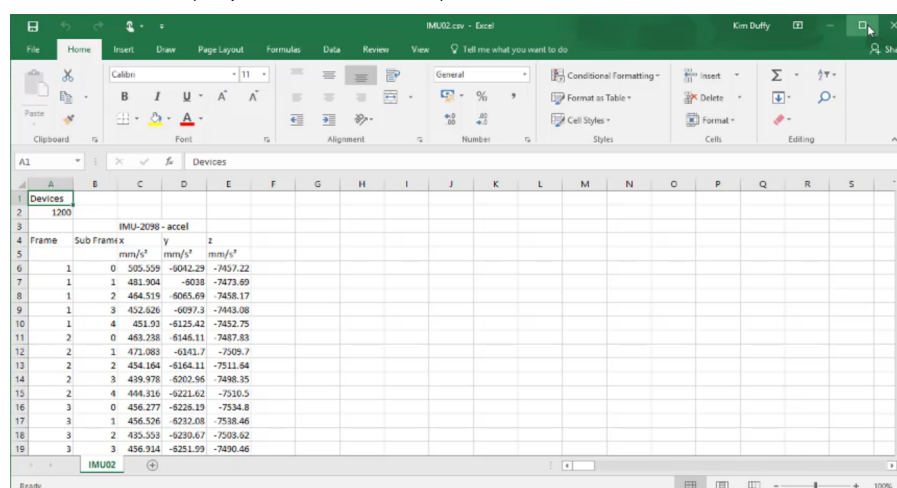 IMU02.csv - Excel
Kim Duffy
File Home Insert Draw Page Layout Formulas Data Review View Tell me what you want to do
Calibri 11 General Conditional Formatting Insert
B I U A A Format as Table Delete
Paste A % Cell Styles Format
Clipboard Font Alignment Number Styles Cells Editing
A1 fx Devices
A B C D E F G H I J K L M N O P Q R S
1 Devices
2 1200
3 IMU-2098 - accel
4 Frame Sub Frame x y z
5 mm/s² mm/s² mm/s²
6 1 0 505.559 -6042.29 -7457.22
7 1 1 481.904 -6038 -7473.69
8 1 2 464.519 -6065.69 -7458.17
9 1 3 452.626 -6097.3 -7443.08
10 1 4 451.93 -6125.42 -7452.75
11 2 0 463.238 -6146.11 -7487.83
12 2 1 471.083 -6141.7 -7509.7
13 2 2 454.164 -6164.11 -7511.64
14 2 3 439.978 -6202.96 -7498.35
15 2 4 444.316 -6221.62 -7510.5
16 3 0 456.277 -6226.19 -7534.8
17 3 1 456.526 -6232.08 -7538.46
18 3 2 435.553 -6230.67 -7503.62
19 3 3 456.914 -6251.99 -7490.46
IMU02
Ready 100%